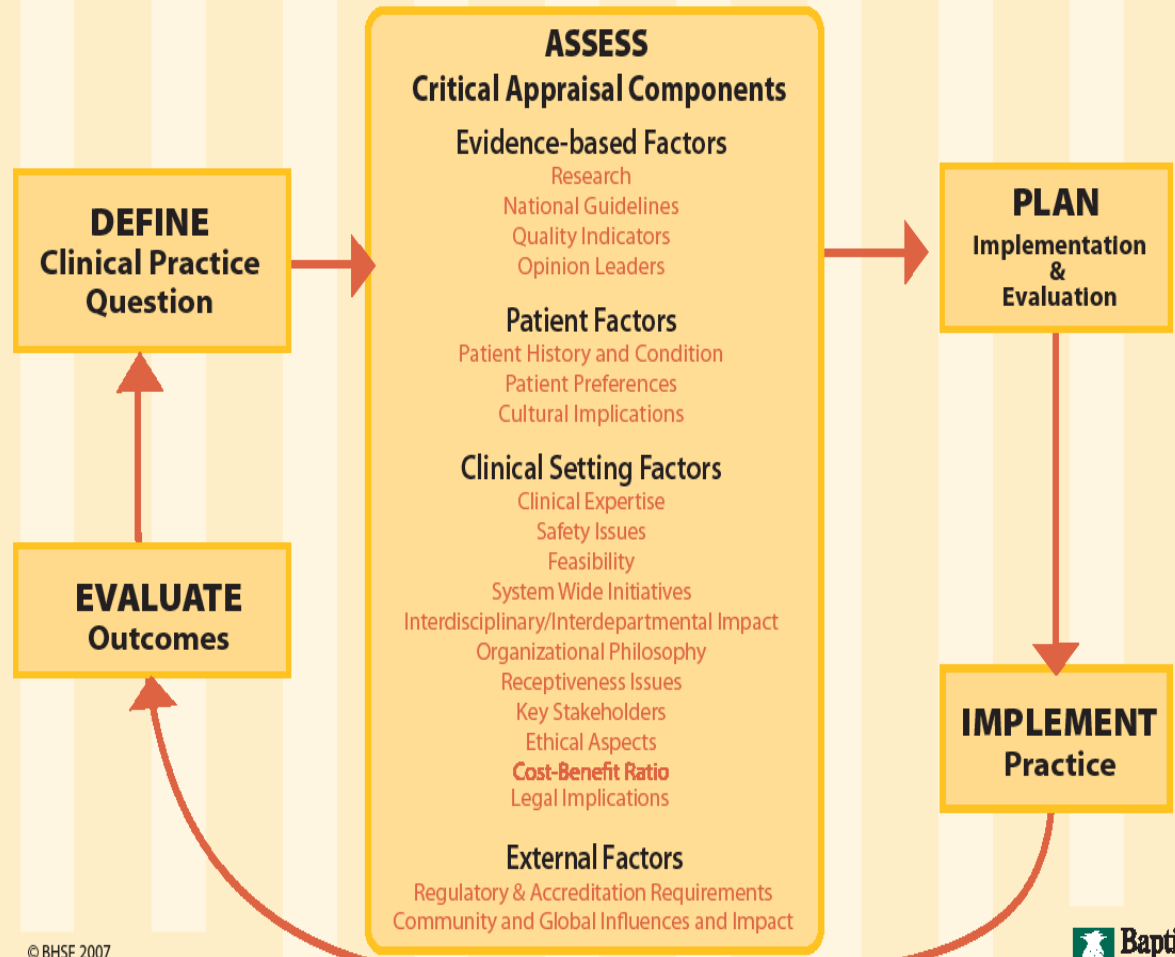 DEFINE
Clinical Practice
Question
ASSESS
Critical Appraisal Components
Evidence-based Factors
Research
National Guidelines
Quality Indicators
Opinion Leaders
Patient Factors
Patient History and Condition
Patient Preferences
Cultural Implications
Clinical Setting Factors
Clinical Expertise
Safety Issues
Feasibility
System Wide Initiatives
Interdisciplinary/Interdepartmental Impact
Organizational Philosophy
Receptiveness Issues
Key Stakeholders
Ethical Aspects
Cost-Benefit Ratio
Legal Implications
External Factors
Regulatory & Accreditation Requirements
Community and Global Influences and Impact
PLAN
Implementation
&
Evaluation
IMPLEMENT
Practice
EVALUATE
Outcomes
© BHSF 2007